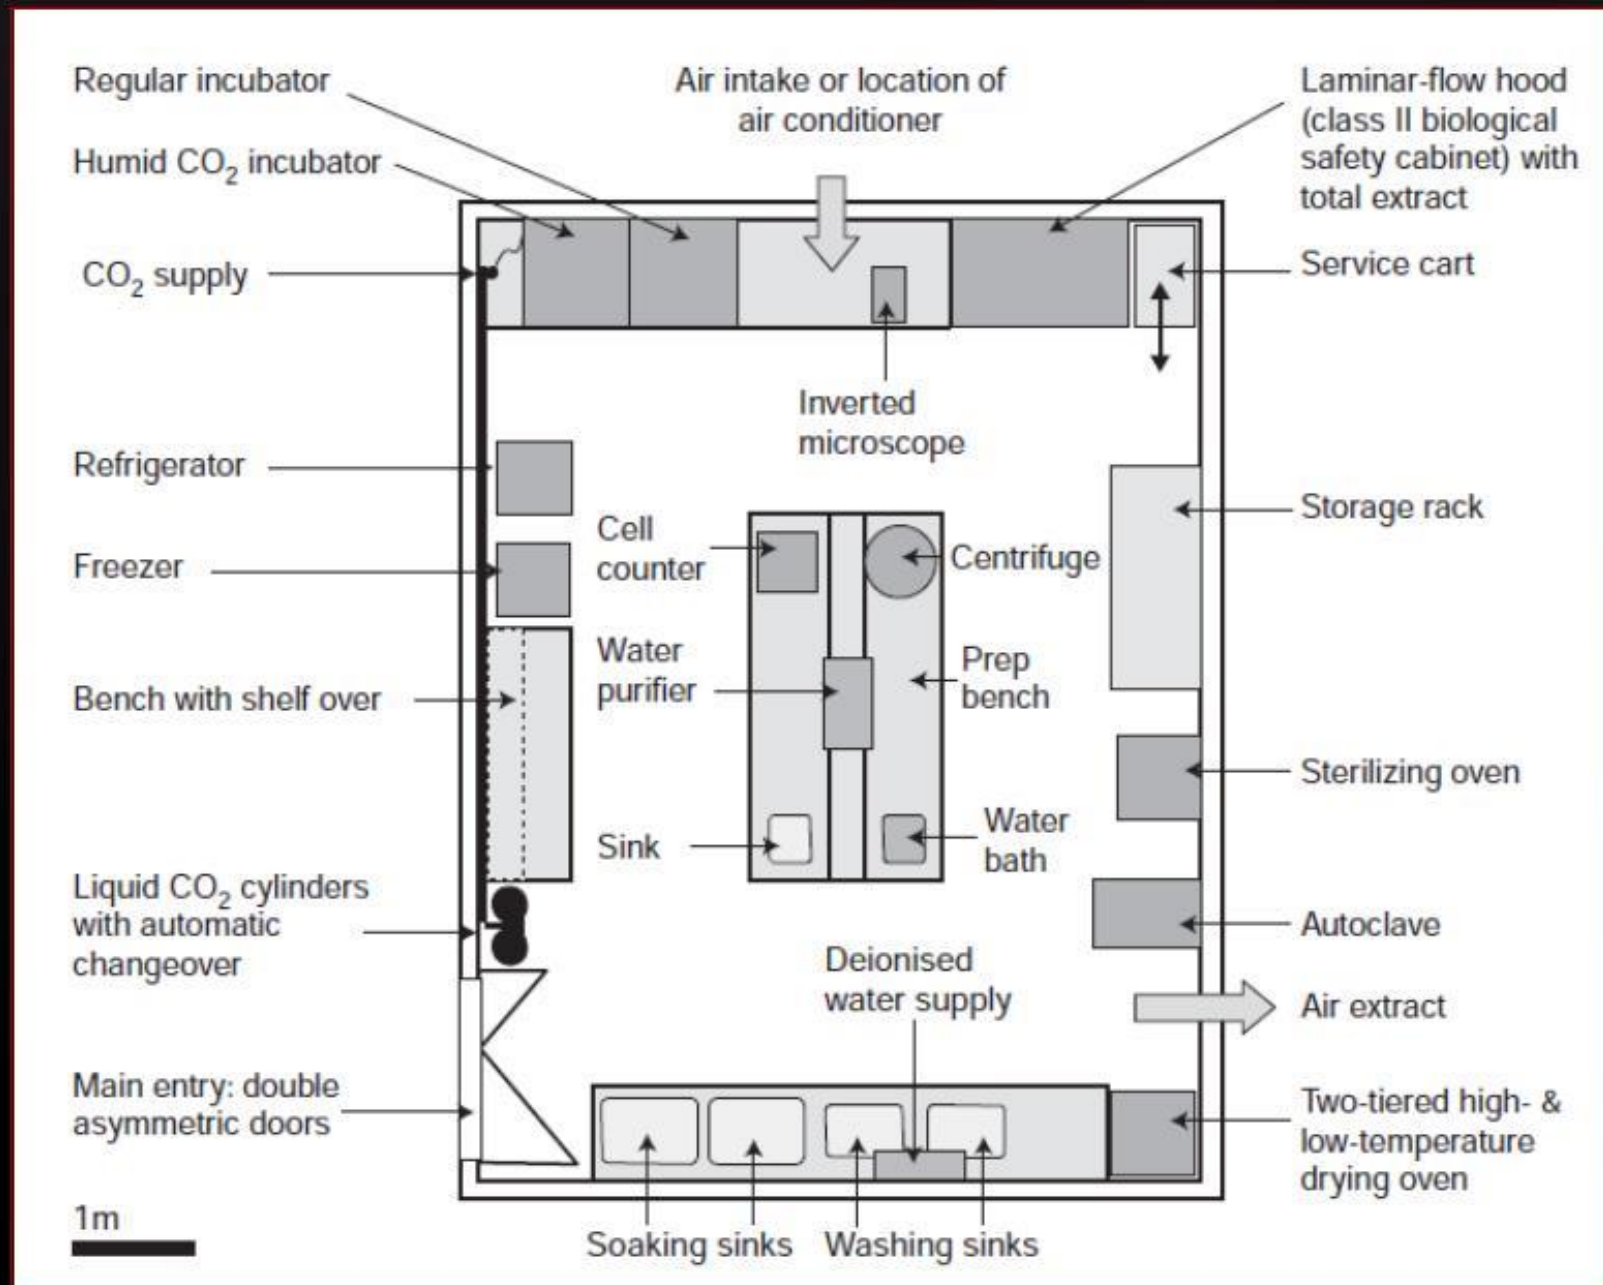 Regular incubator
Humid CO₂ incubator
CO₂ supply
Refrigerator
Freezer
Bench with shelf over
Liquid CO₂ cylinders
with automatic
changeover
Main entry: double
asymmetric doors
1m
Air intake or location of
air conditioner
Inverted
microscope
Cell
counter
Centrifuge
Water
purifier
Prep
bench
Sink
Water
bath
Deionised
water supply
Soaking sinks
Washing sinks
Laminar-flow hood
(class II biological
safety cabinet) with
total extract
Service cart
Storage rack
Sterilizing oven
Autoclave
Air extract
Two-tiered high- &
low-temperature
drying oven